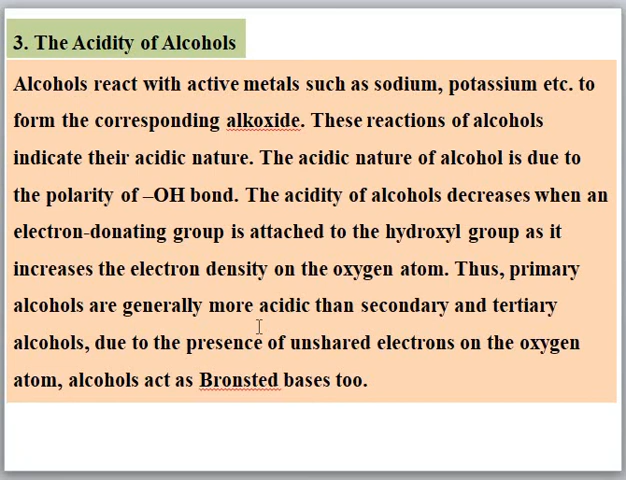 3. The Acidity of Alcohols
Alcohols react with active metals such as sodium, potassium etc. to
form the corresponding alkoxide. These reactions of alcohols
indicate their acidic nature. The acidic nature of alcohol is due to
the polarity of –OH bond. The acidity of alcohols decreases when an
electron-donating group is attached to the hydroxyl group as it
increases the electron density on the oxygen atom. Thus, primary
alcohols are generally more acidic than secondary and tertiary
alcohols, due to the presence of unshared electrons on the oxygen
atom, alcohols act as Bronsted bases too.